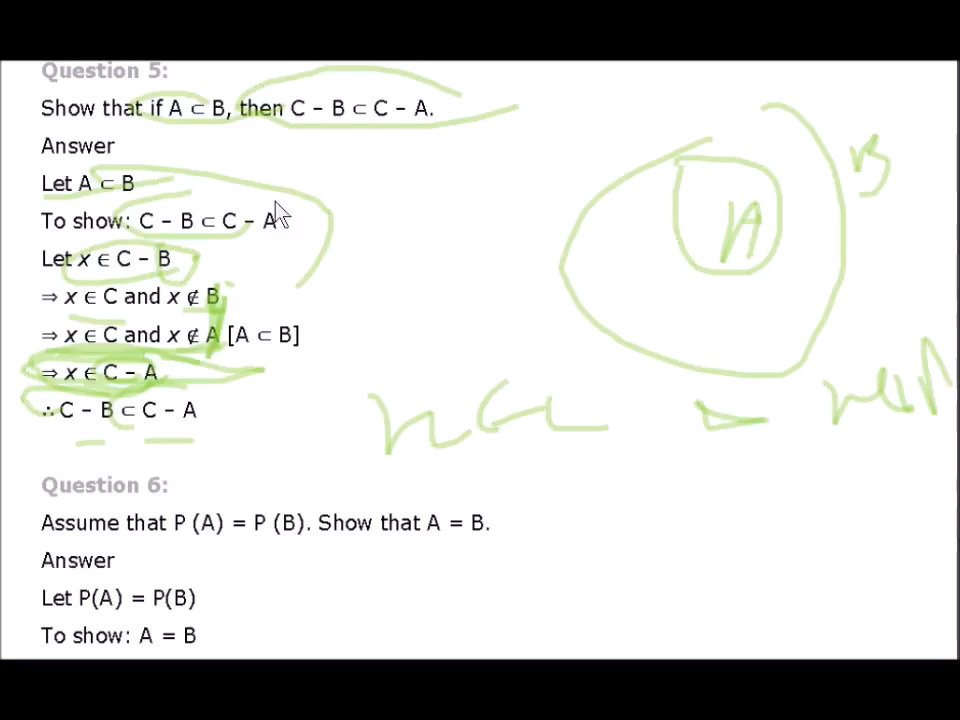 Question 5:
Show that if A ⊂ B, then C – B ⊂ C – A.
Answer
Let A ⊂ B
To show: C – B ⊂ C – A
Let x ∈ C – B
⇒ x ∈ C and x ∉ B
⇒ x ∈ C and x ∉ A [A ⊂ B]
⇒ x ∈ C – A
∴ C – B ⊂ C – A
B
A
Question 6:
Assume that P (A) = P (B). Show that A = B.
Answer
Let P(A) = P(B)
To show: A = B